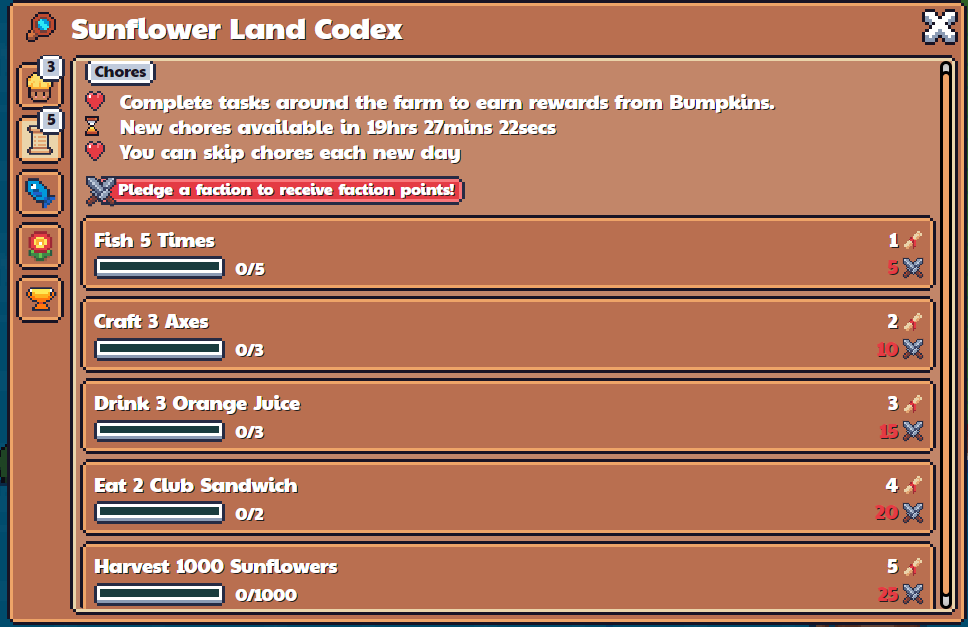 Sunflower Land Codex
3
5
Chores
Complete tasks around the farm to earn rewards from Bumpkins.
New chores available in 19hrs 27mins 22secs
You can skip chores each new day
Pledge a faction to receive faction points!
Fish 5 Times
1
0/5
5
Craft 3 Axes
2
0/3
10
Drink 3 Orange Juice
3
0/3
15
Eat 2 Club Sandwich
4
0/2
20
Harvest 1000 Sunflowers
5
0/1000
25